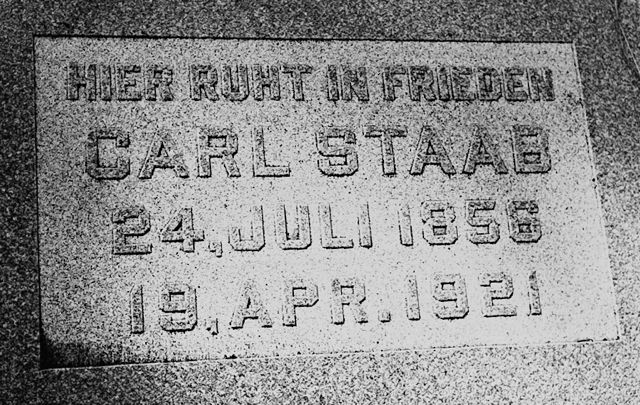 HIER RUHT IN FRIEDEN
CARL STAAB
24, JULI 1856
19, APR. 1921